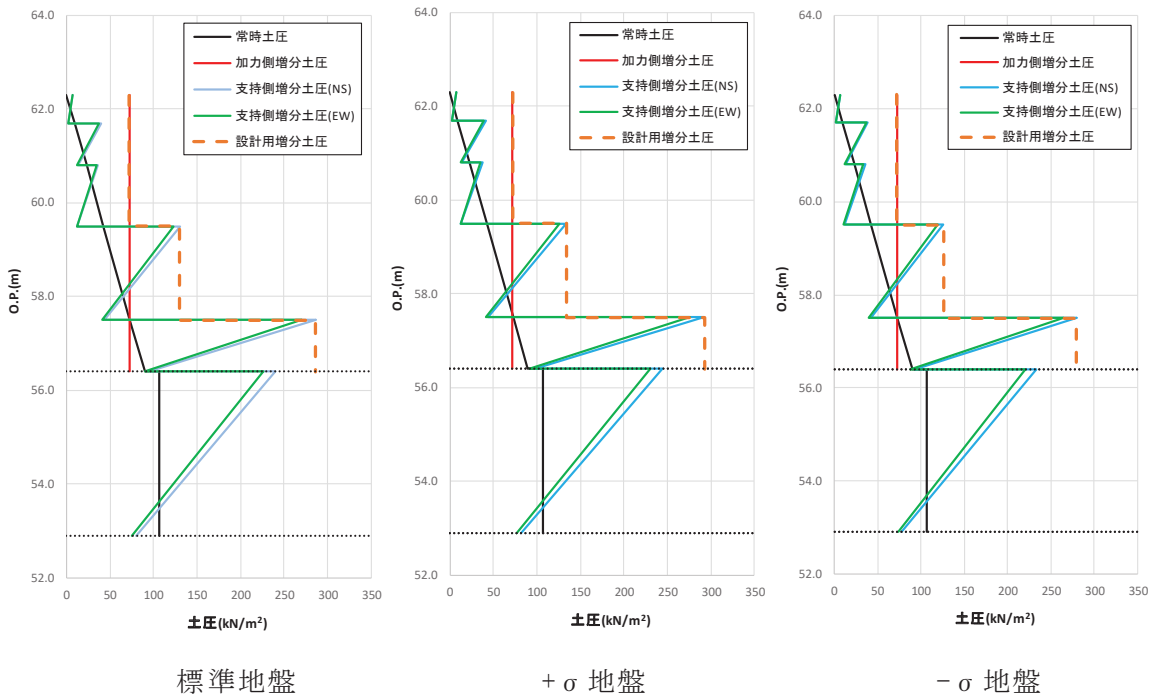 64.0
62.0
60.0
58.0
56.0
54.0
52.0
O.P.(m)
0 50 100 150 200 250 300 350
土圧(kN/m²)
常時土圧
加力側増分土圧
支持側増分土圧(NS)
支持側増分土圧(EW)
設計用増分土圧
標準地盤
64.0
62.0
60.0
58.0
56.0
54.0
52.0
O.P.(m)
0 50 100 150 200 250 300 350
土圧(kN/m²)
常時土圧
加力側増分土圧
支持側増分土圧(NS)
支持側増分土圧(EW)
設計用増分土圧
+σ 地盤
64.0
62.0
60.0
58.0
56.0
54.0
52.0
O.P.(m)
0 50 100 150 200 250 300 350
土圧(kN/m²)
常時土圧
加力側増分土圧
支持側増分土圧(NS)
支持側増分土圧(EW)
設計用増分土圧
−σ 地盤